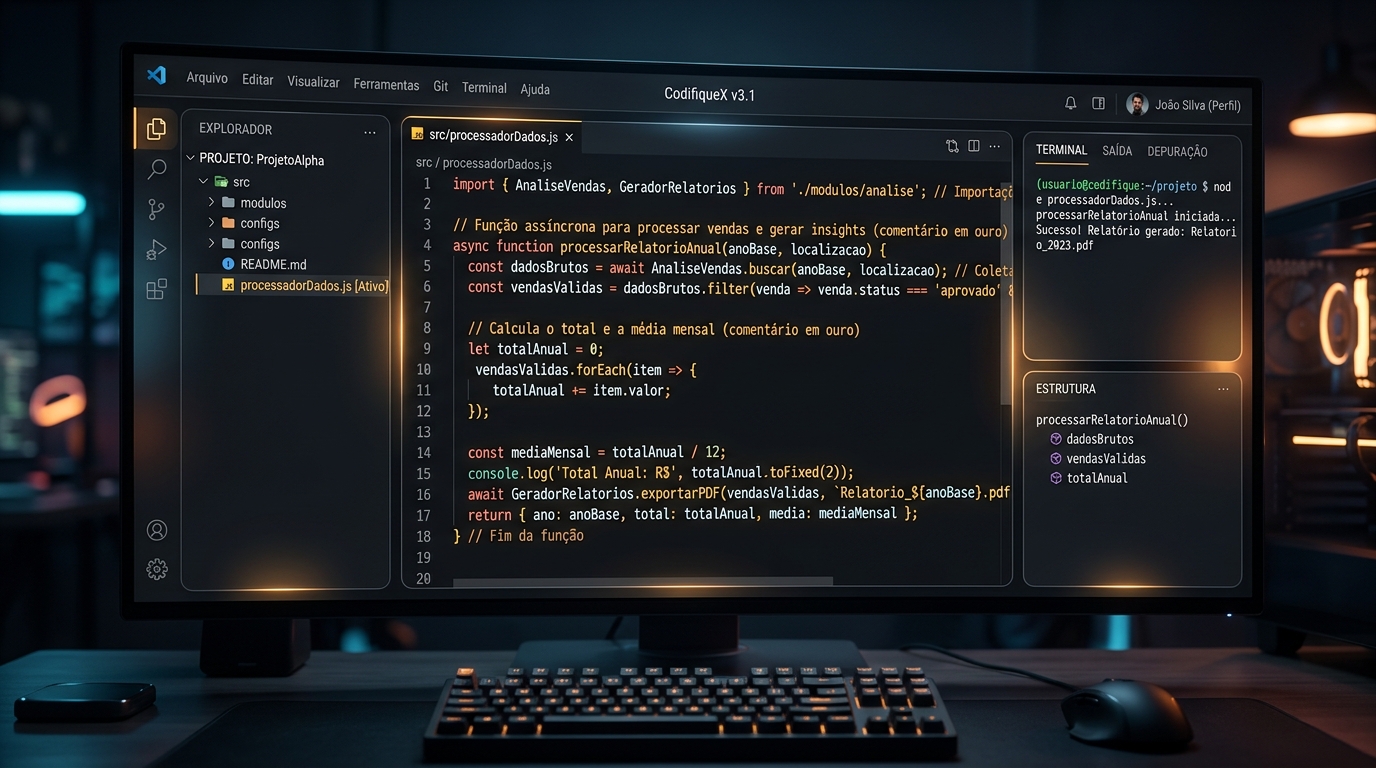 Arquivo Editar Visualizar Ferramentas Git Terminal Ajuda
CodifiqueX v3.1
João SIlva (Perfil)
EXPLORADOR
PROJETO: ProjetoAlpha
src
modulos
configs
configs
README.md
JS processadorDados.js [Ativo]
JS src/processadorDados.js ×
src / processadorDados.js
1 import { AnaliseVendas, GeradorRelatorios } from './modulos/analise'; // Importaçõ
2
3 // Função assíncrona para processar vendas e gerar insights (comentário em ouro)
4 async function processarRelatorioAnual(anoBase, localizacao) {
5 const dadosBrutos = await AnaliseVendas.buscar(anoBase, localizacao); // Coleta
6 const vendasValidas = dadosBrutos.filter(venda => venda.status === 'aprovado' &
7
8 // Calcula o total e a média mensal (comentário em ouro)
9 let totalAnual = 0;
10 vendasValidas.forEach(item => {
11 totalAnual += item.valor;
12 });
13
14 const mediaMensal = totalAnual / 12;
15 console.log('Total Anual: R$', totalAnual.toFixed(2));
16 await GeradorRelatorios.exportarPDF(vendasValidas, `Relatorio_${anoBase}.pdf
17 return { ano: anoBase, total: totalAnual, media: mediaMensal };
18 } // Fim da função
19
20
TERMINAL SAÍDA DEPURAÇÃO
(usuarlo@cedifique:~/projeto $ nod
e processadorDados.js...
processarRelatorioAnual iniciada...
Sucesso! Relatório gerado: Relatori
o_2023.pdf
ESTRUTURA
processarRelatorioAnual()
dadosBrutos
vendasValidas
totalAnual